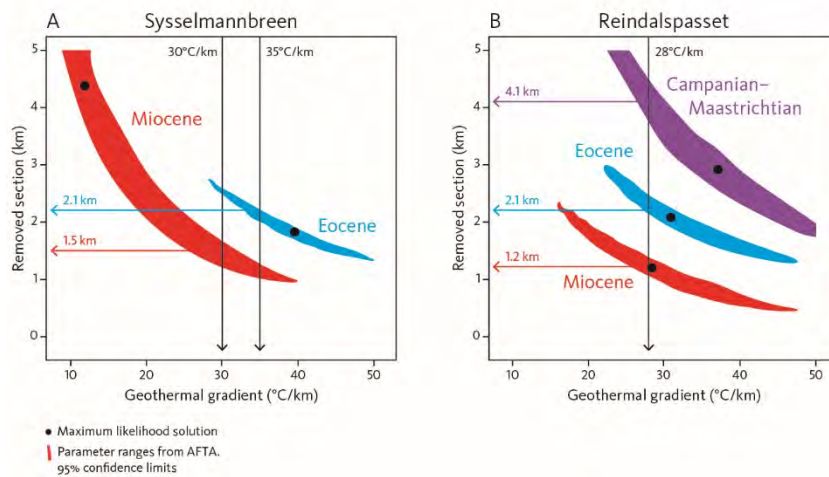 A
Sysselmannbreen
30°C/km
35°C/km
5
4
3
2
1
0
Removed section (km)
Miocene
2.1 km
1.5 km
Eocene
10
20
30
40
50
Geothermal gradient (°C/km)
B
Reindalspasset
28°C/km
5
4
3
2
1
0
Removed section (km)
4.1 km
Campanian–
Maastrichtian
Eocene
2.1 km
1.2 km
Miocene
10
20
30
40
50
Geothermal gradient (°C/km)
Maximum likelihood solution
Parameter ranges from AFTA.
95% confidence limits